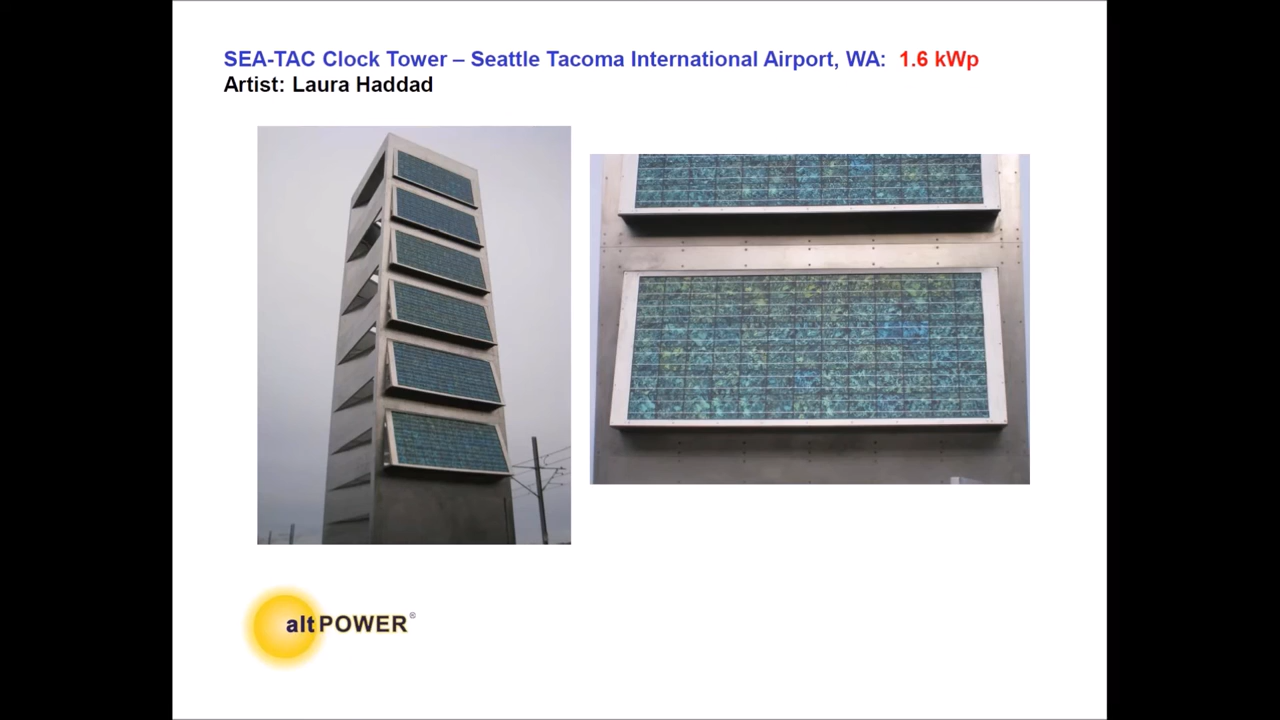 SEA-TAC Clock Tower – Seattle Tacoma International Airport, WA: 1.6 kWp
Artist: Laura Haddad
altPOWER®